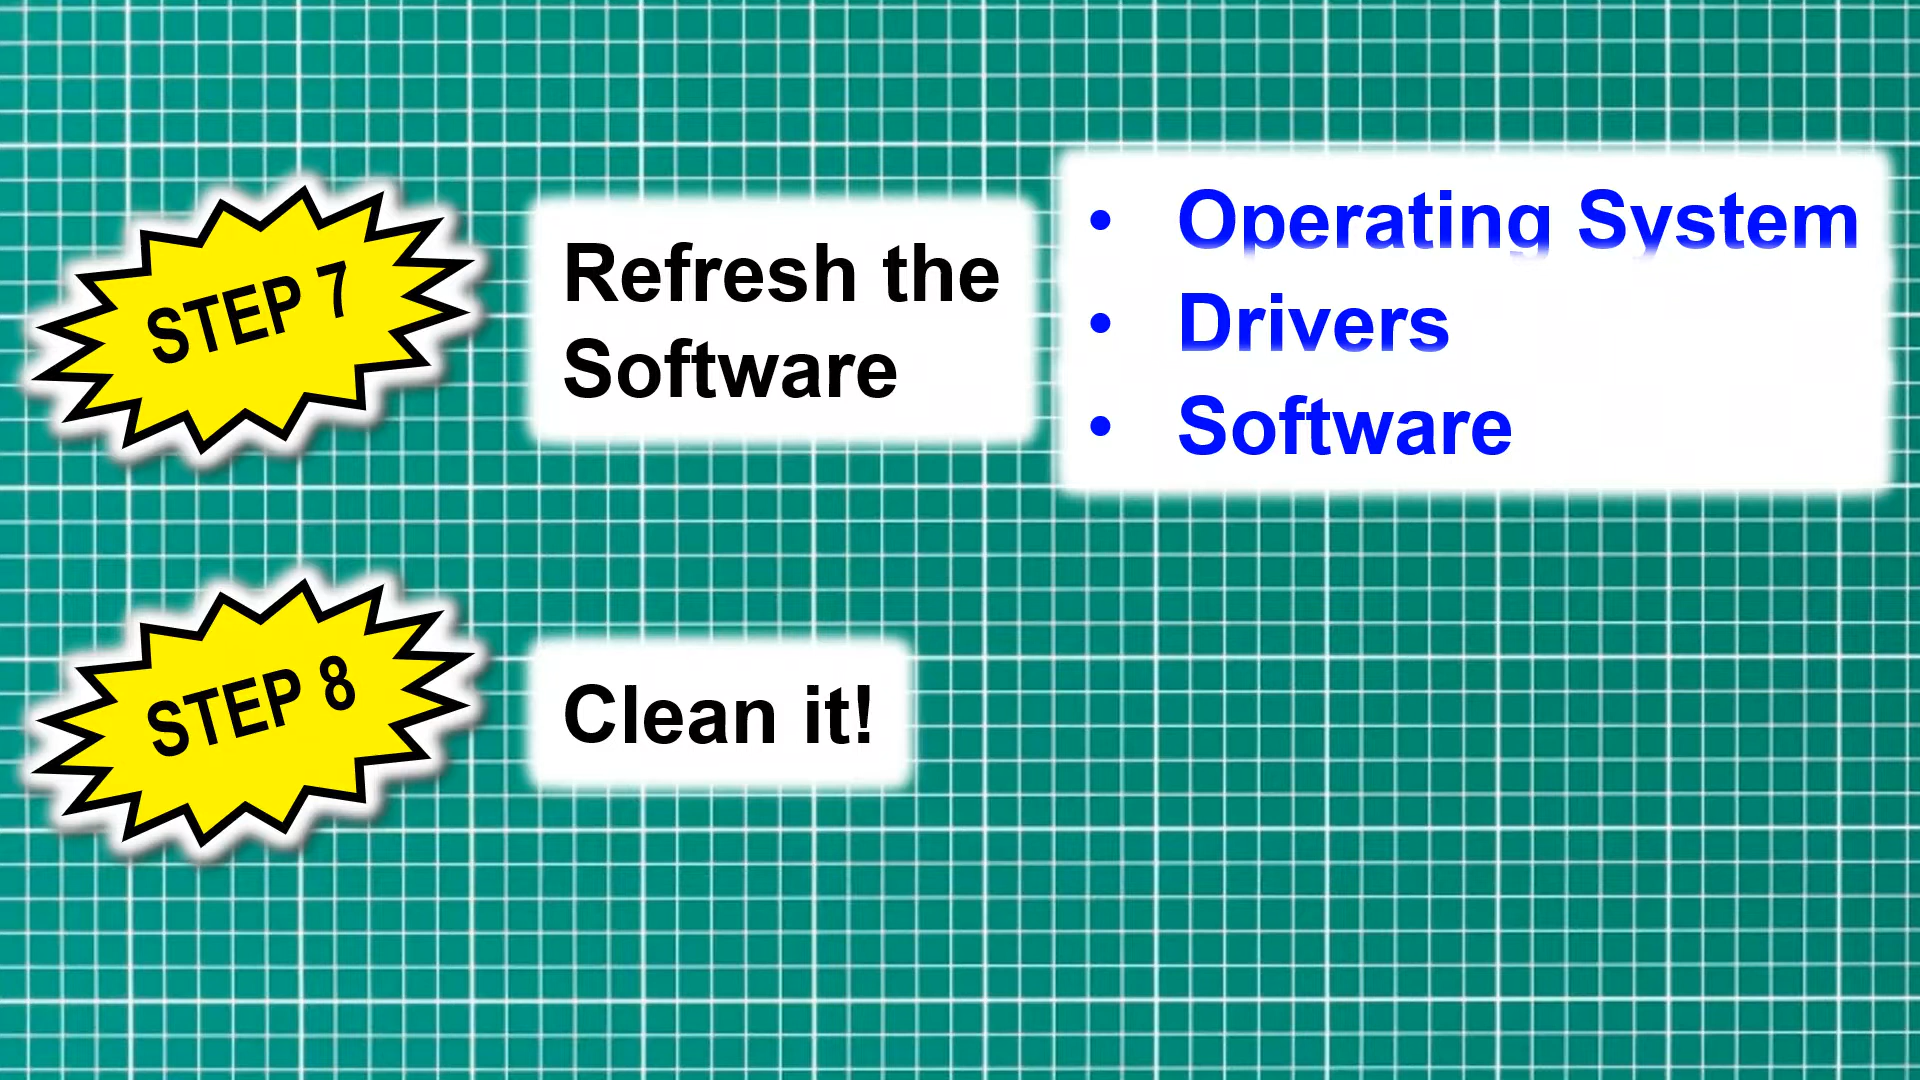 STEP 7
Refresh the
Software
• Operating System
• Drivers
• Software
STEP 8
Clean it!